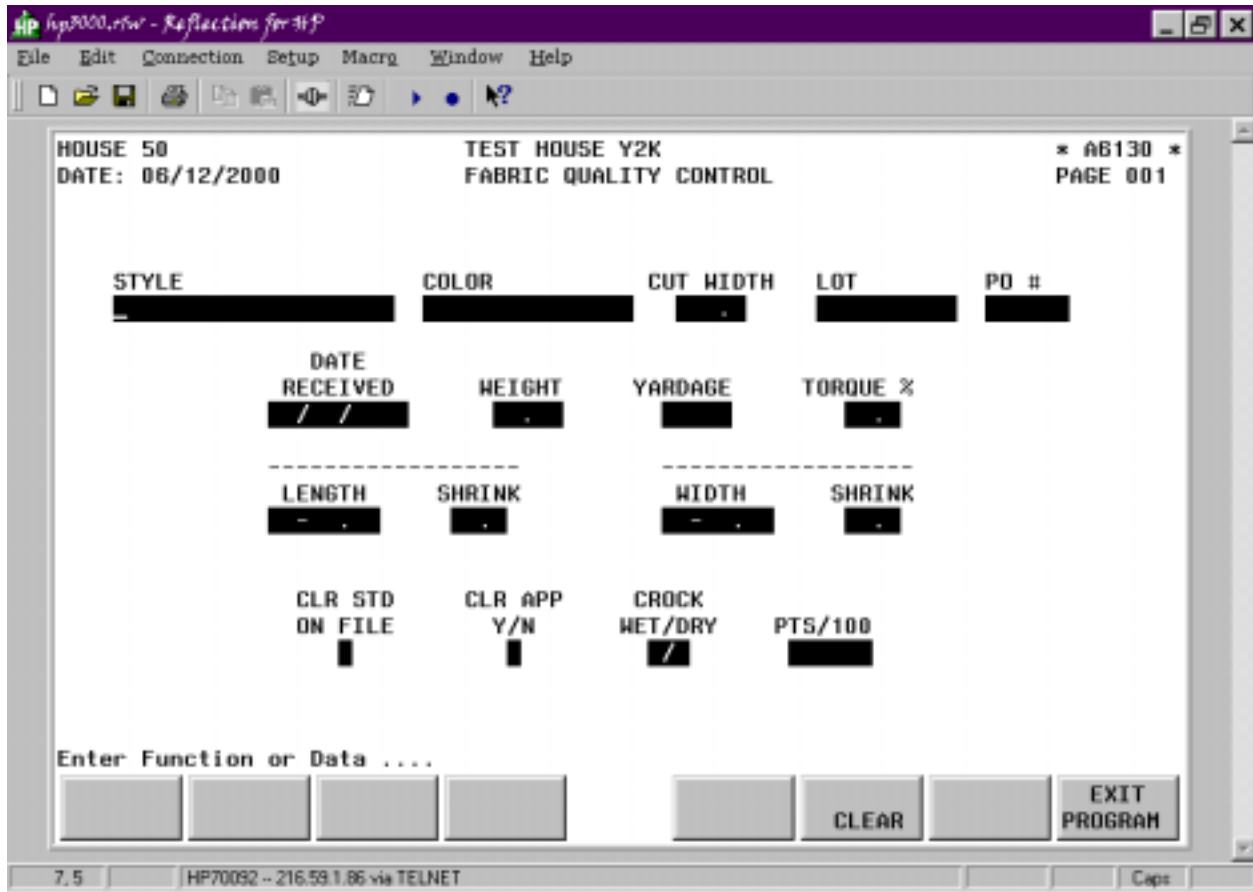 hp3000.rsw - Reflection for HP
File Edit Connection Setup Macro Window Help
HOUSE 50 TEST HOUSE Y2K * A6130 *
DATE: 06/12/2000 FABRIC QUALITY CONTROL PAGE 001
STYLE COLOR CUT WIDTH LOT PO #
.
DATE
RECEIVED WEIGHT YARDAGE TORQUE %
/ / . .
------------------ ------------------
LENGTH SHRINK WIDTH SHRINK
- . . - . .
CLR STD CLR APP CROCK
ON FILE Y/N WET/DRY PTS/100
/
Enter Function or Data ....
EXIT
CLEAR PROGRAM
7, 5 HP70092 -- 216.59.1.86 via TELNET Caps